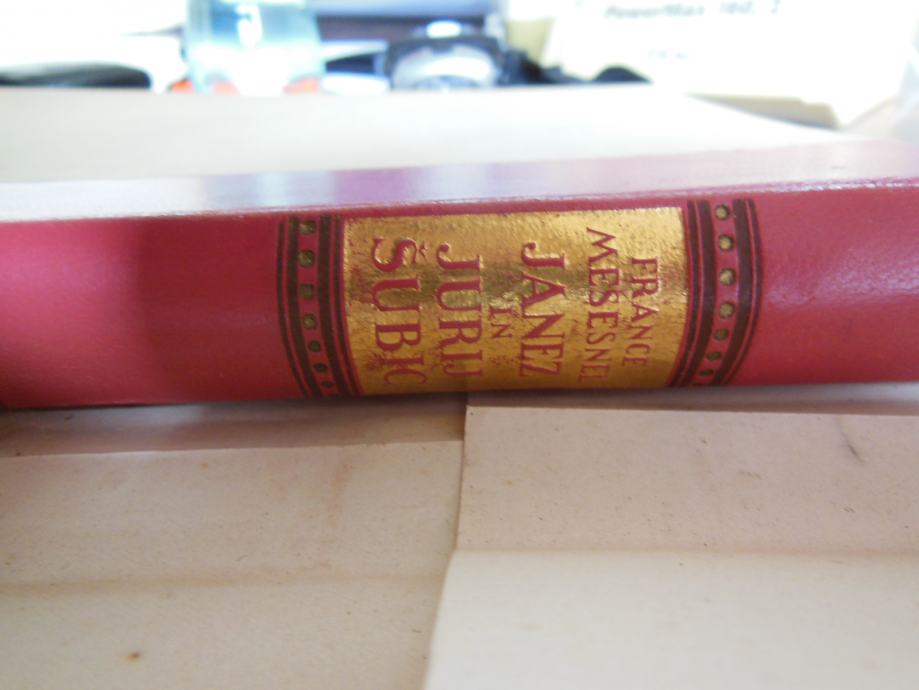 FRANCE
MESESNEL
JANEZ
IN
JURIJ
ŠUBIC